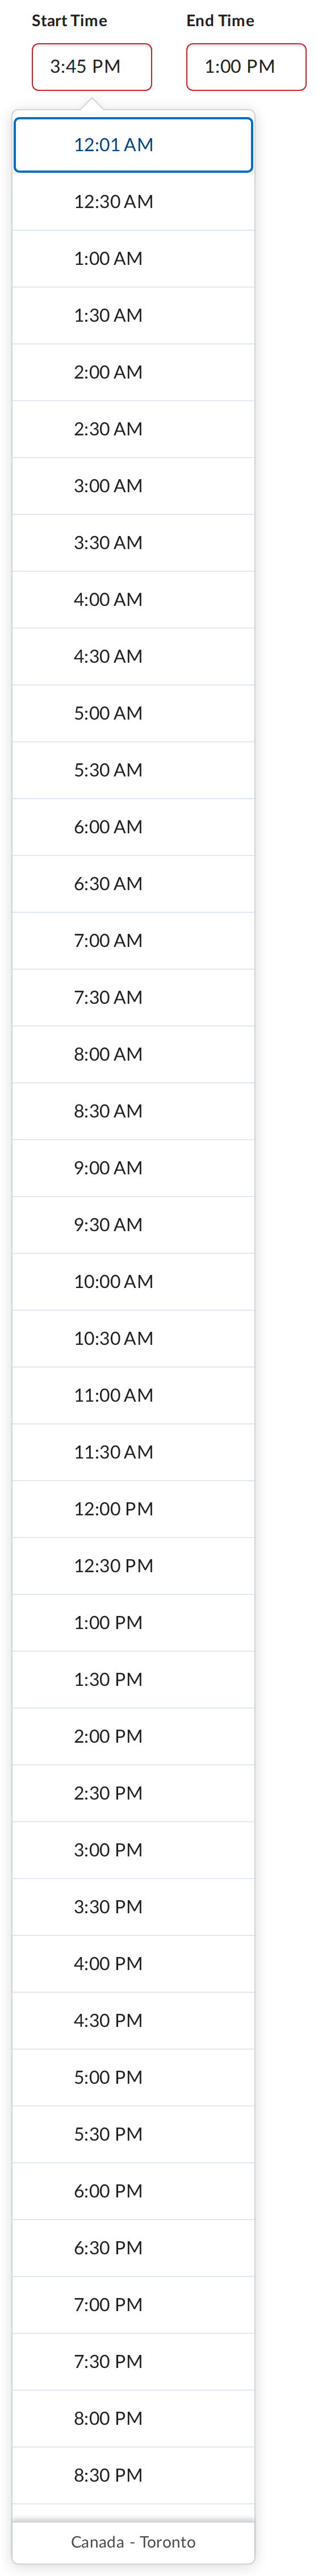 Start Time End Time
3:45 PM 1:00 PM
12:01 AM
12:30 AM
1:00 AM
1:30 AM
2:00 AM
2:30 AM
3:00 AM
3:30 AM
4:00 AM
4:30 AM
5:00 AM
5:30 AM
6:00 AM
6:30 AM
7:00 AM
7:30 AM
8:00 AM
8:30 AM
9:00 AM
9:30 AM
10:00 AM
10:30 AM
11:00 AM
11:30 AM
12:00 PM
12:30 PM
1:00 PM
1:30 PM
2:00 PM
2:30 PM
3:00 PM
3:30 PM
4:00 PM
4:30 PM
5:00 PM
5:30 PM
6:00 PM
6:30 PM
7:00 PM
7:30 PM
8:00 PM
8:30 PM
Canada - Toronto